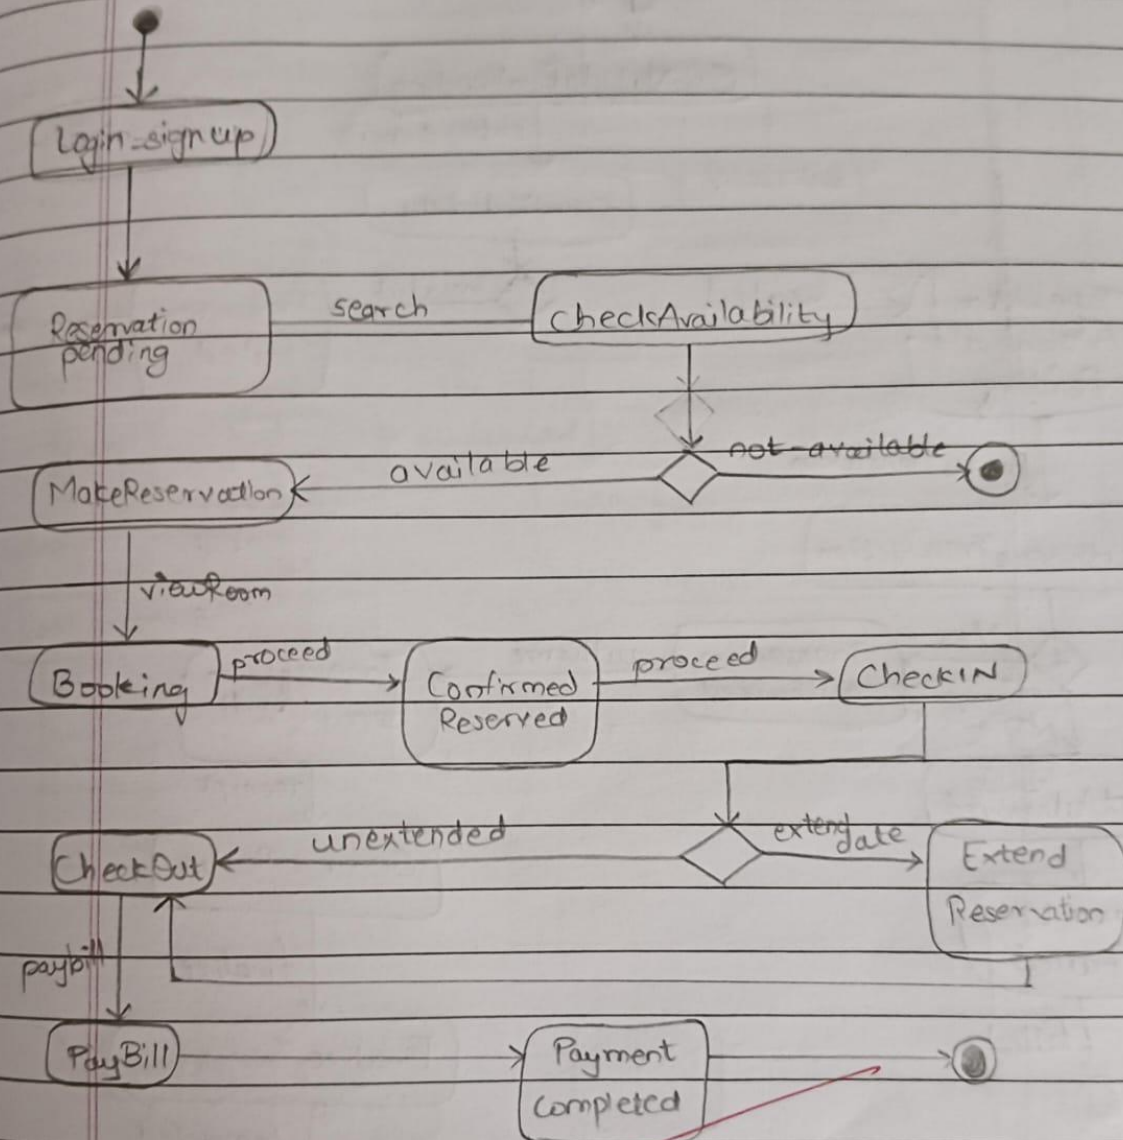 Login-signup
Reservation
pending
search
checkAvailability
not-available
available
MakeReservation
viewRoom
Booking
proceed
Confirmed
Reserved
proceed
CheckIN
unextended
extend
date
CheckOut
Extend
Reservation
paybill
PayBill
Payment
Completed